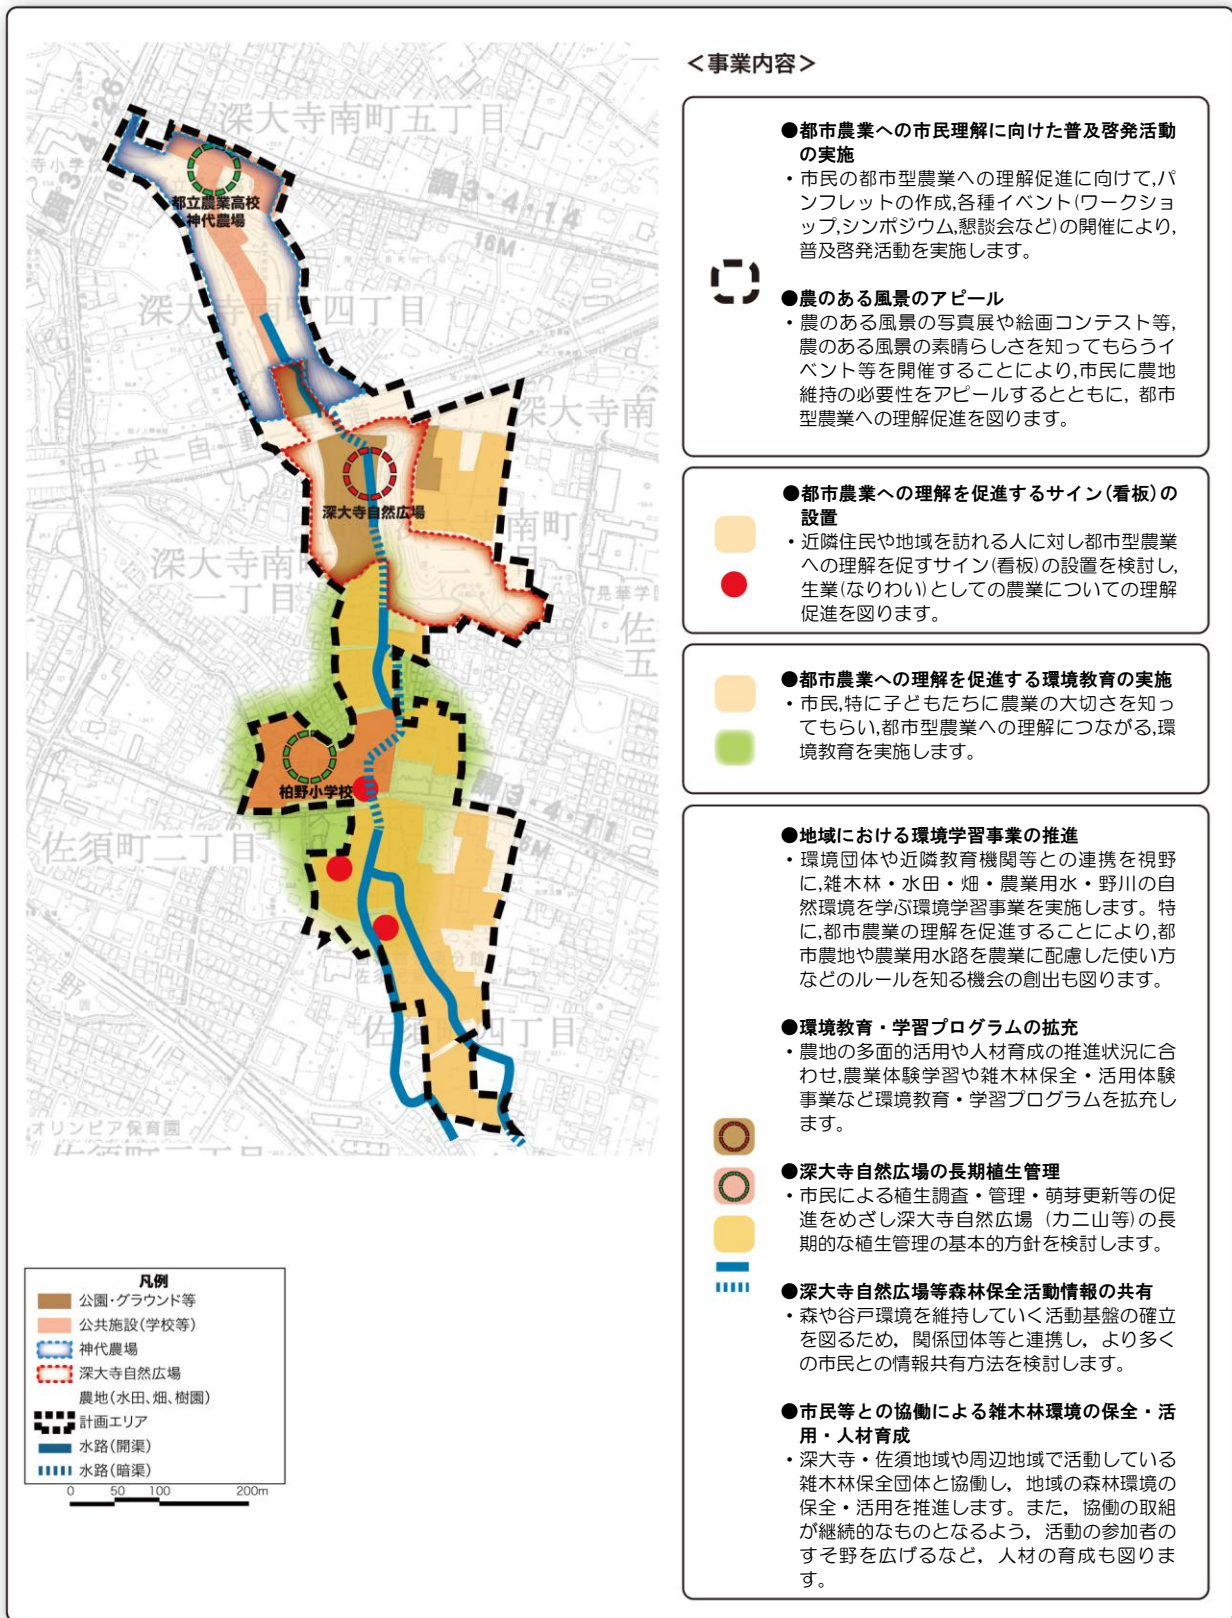 ＜事業内容＞
深大寺南町五丁目
調3・4・26
16M
寺小学校
都立農業高校
神代農場
調3・4・14
16M
深大寺南町四丁目
中央自動車道
深大寺南
深大寺自然広場
深大寺南町
一丁目
晃華学園
佐
五
柏野小学校
調3・4・11
佐須町二丁目
佐須町四丁目
野
オリンピア保育園
佐須町三丁目
凡例
公園・グラウンド等
公共施設(学校等)
神代農場
深大寺自然広場
農地(水田、畑、樹園)
計画エリア
水路(開渠)
水路(暗渠)
0 50 100 200m
●都市農業への市民理解に向けた普及啓発活動
の実施
・市民の都市型農業への理解促進に向けて,パ
ンフレットの作成,各種イベント(ワークショ
ップ,シンポジウム,懇談会など)の開催により,
普及啓発活動を実施します。
●農のある風景のアピール
・農のある風景の写真展や絵画コンテスト等,
農のある風景の素晴らしさを知ってもらうイ
ベント等を開催することにより,市民に農地
維持の必要性をアピールするとともに，都市
型農業への理解促進を図ります。
●都市農業への理解を促進するサイン(看板)の
設置
・近隣住民や地域を訪れる人に対し都市型農業
への理解を促すサイン(看板)の設置を検討し,
生業(なりわい)としての農業についての理解
促進を図ります。
●都市農業への理解を促進する環境教育の実施
・市民,特に子どもたちに農業の大切さを知っ
てもらい,都市型農業への理解につながる,環
境教育を実施します。
●地域における環境学習事業の推進
・環境団体や近隣教育機関等との連携を視野
に,雑木林・水田・畑・農業用水・野川の自
然環境を学ぶ環境学習事業を実施します。特
に,都市農業の理解を促進することにより,都
市農地や農業用水路を農業に配慮した使い方
などのルールを知る機会の創出も図ります。
●環境教育・学習プログラムの拡充
・農地の多面的活用や人材育成の推進状況に合
わせ,農業体験学習や雑木林保全・活用体験
事業など環境教育・学習プログラムを拡充し
ます。
●深大寺自然広場の長期植生管理
・市民による植生調査・管理・萌芽更新等の促
進をめざし深大寺自然広場（カニ山等)の長
期的な植生管理の基本的方針を検討します。
●深大寺自然広場等森林保全活動情報の共有
・森や谷戸環境を維持していく活動基盤の確立
を図るため，関係団体等と連携し，より多く
の市民との情報共有方法を検討します。
●市民等との協働による雑木林環境の保全・活
用・人材育成
・深大寺・佐須地域や周辺地域で活動している
雑木林保全団体と協働し，地域の森林環境の
保全・活用を推進します。また，協働の取組
が継続的なものとなるよう，活動の参加者の
すそ野を広げるなど，人材の育成も図りま
す。